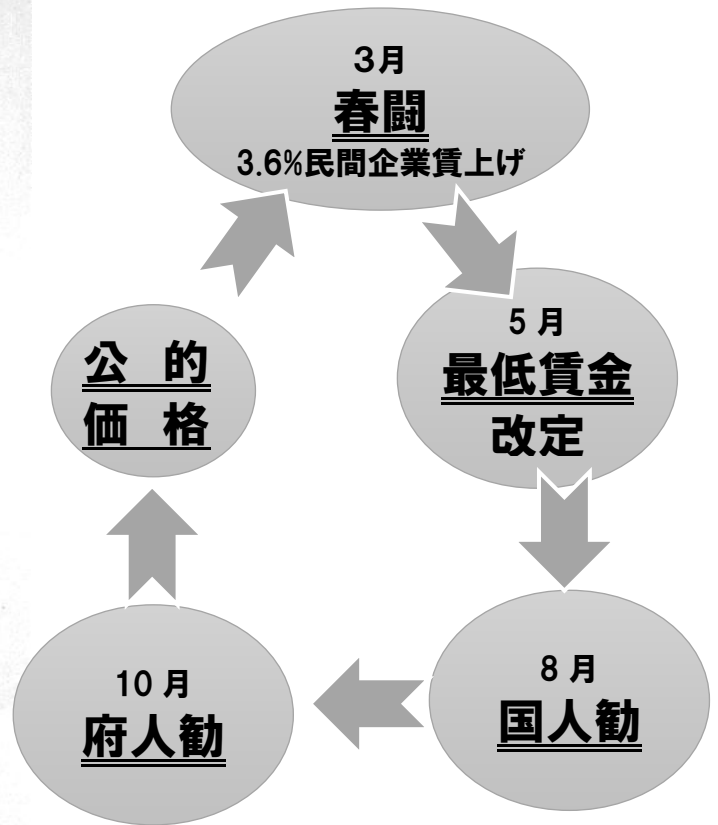 3月
春闘
3.6%民間企業賃上げ
5 月
最低賃金
改定
8 月
国人勧
10 月
府人勧
公 的
価 格